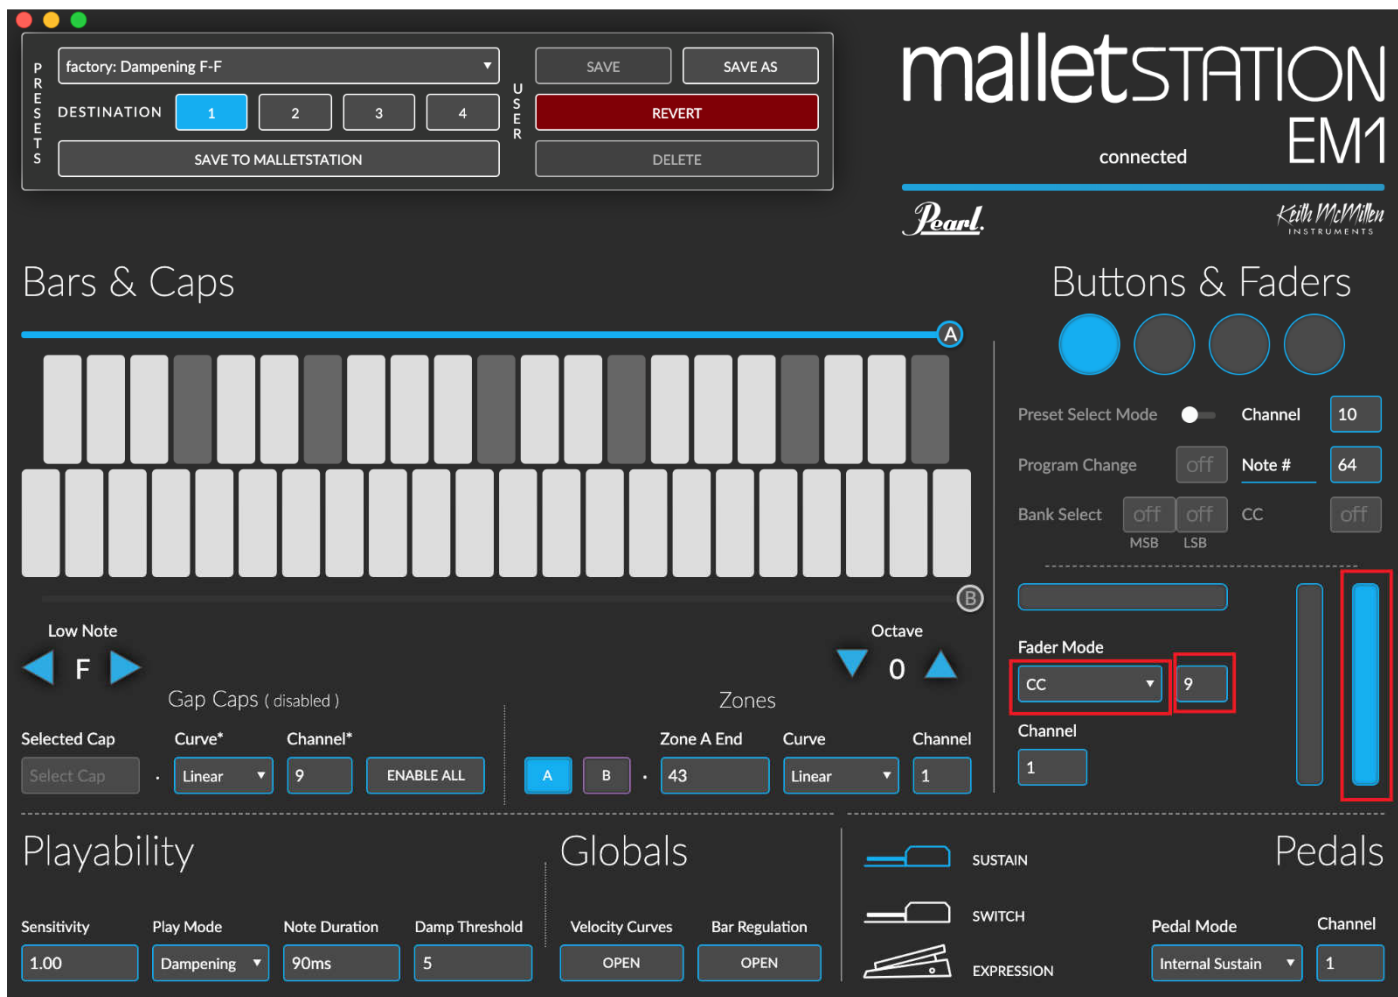 PRESETS
factory: Dampening F-F
DESTINATION 1 2 3 4
SAVE TO MALLETSTATION
USER
SAVE SAVE AS
REVERT
DELETE
malletSTATION
EM1
connected
Pearl.
Keith McMillen
INSTRUMENTS
Bars & Caps
A
B
Low Note
F
Octave
0
Gap Caps ( disabled )
Selected Cap Curve* Channel*
Select Cap Linear 9 ENABLE ALL
Zones
Zone A End Curve Channel
A B 43 Linear 1
Buttons & Faders
Preset Select Mode Channel 10
Program Change off Note # 64
Bank Select off off CC off
MSB LSB
Fader Mode
CC 9
Channel
1
Playability
Sensitivity Play Mode Note Duration Damp Threshold
1.00 Dampening 90ms 5
Globals
Velocity Curves Bar Regulation
OPEN OPEN
Pedals
SUSTAIN
SWITCH
EXPRESSION
Pedal Mode Channel
Internal Sustain 1